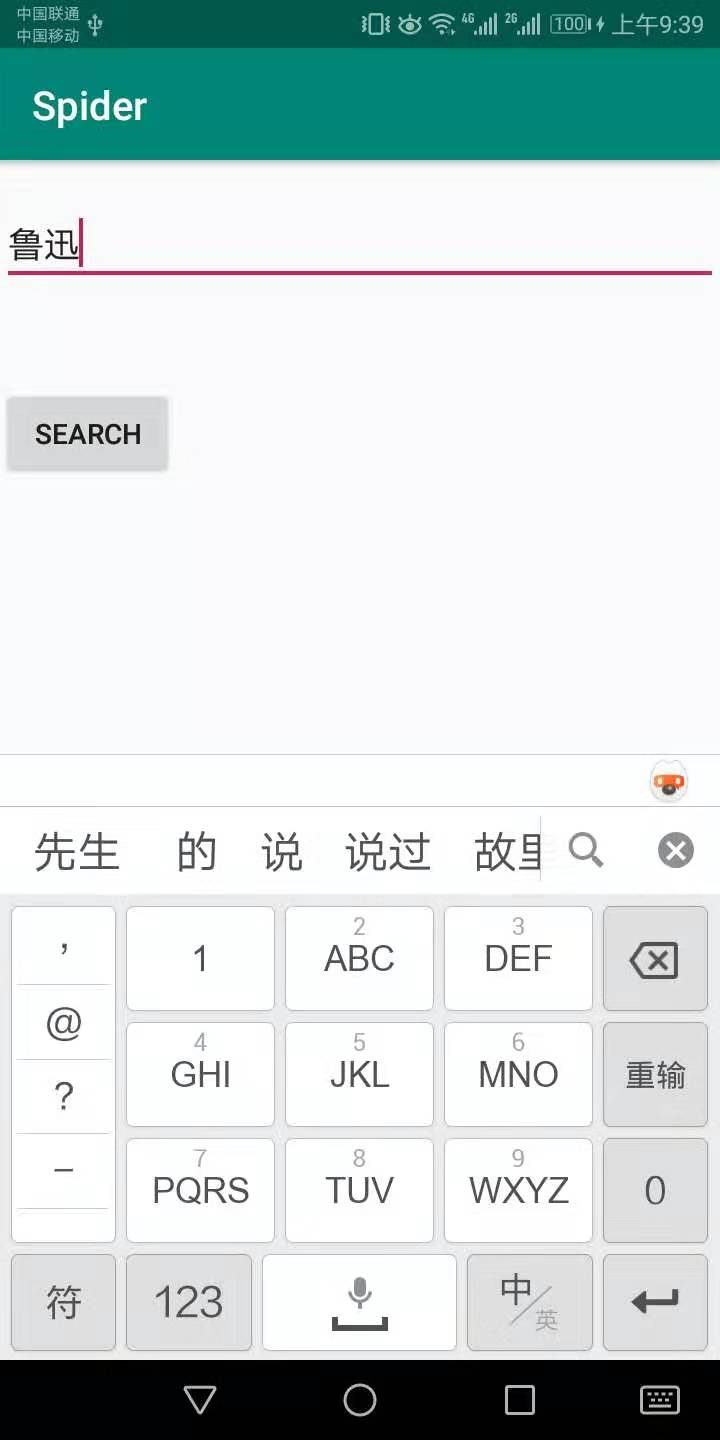 中国联通
中国移动
4G 2G 100 上午9:39
Spider
鲁迅
SEARCH
先生 的 说 说过 故里
, 1 2 ABC 3 DEF
@ 4 GHI 5 JKL 6 MNO 重输
?
- 7 PQRS 8 TUV 9 WXYZ 0
符 123 中/英